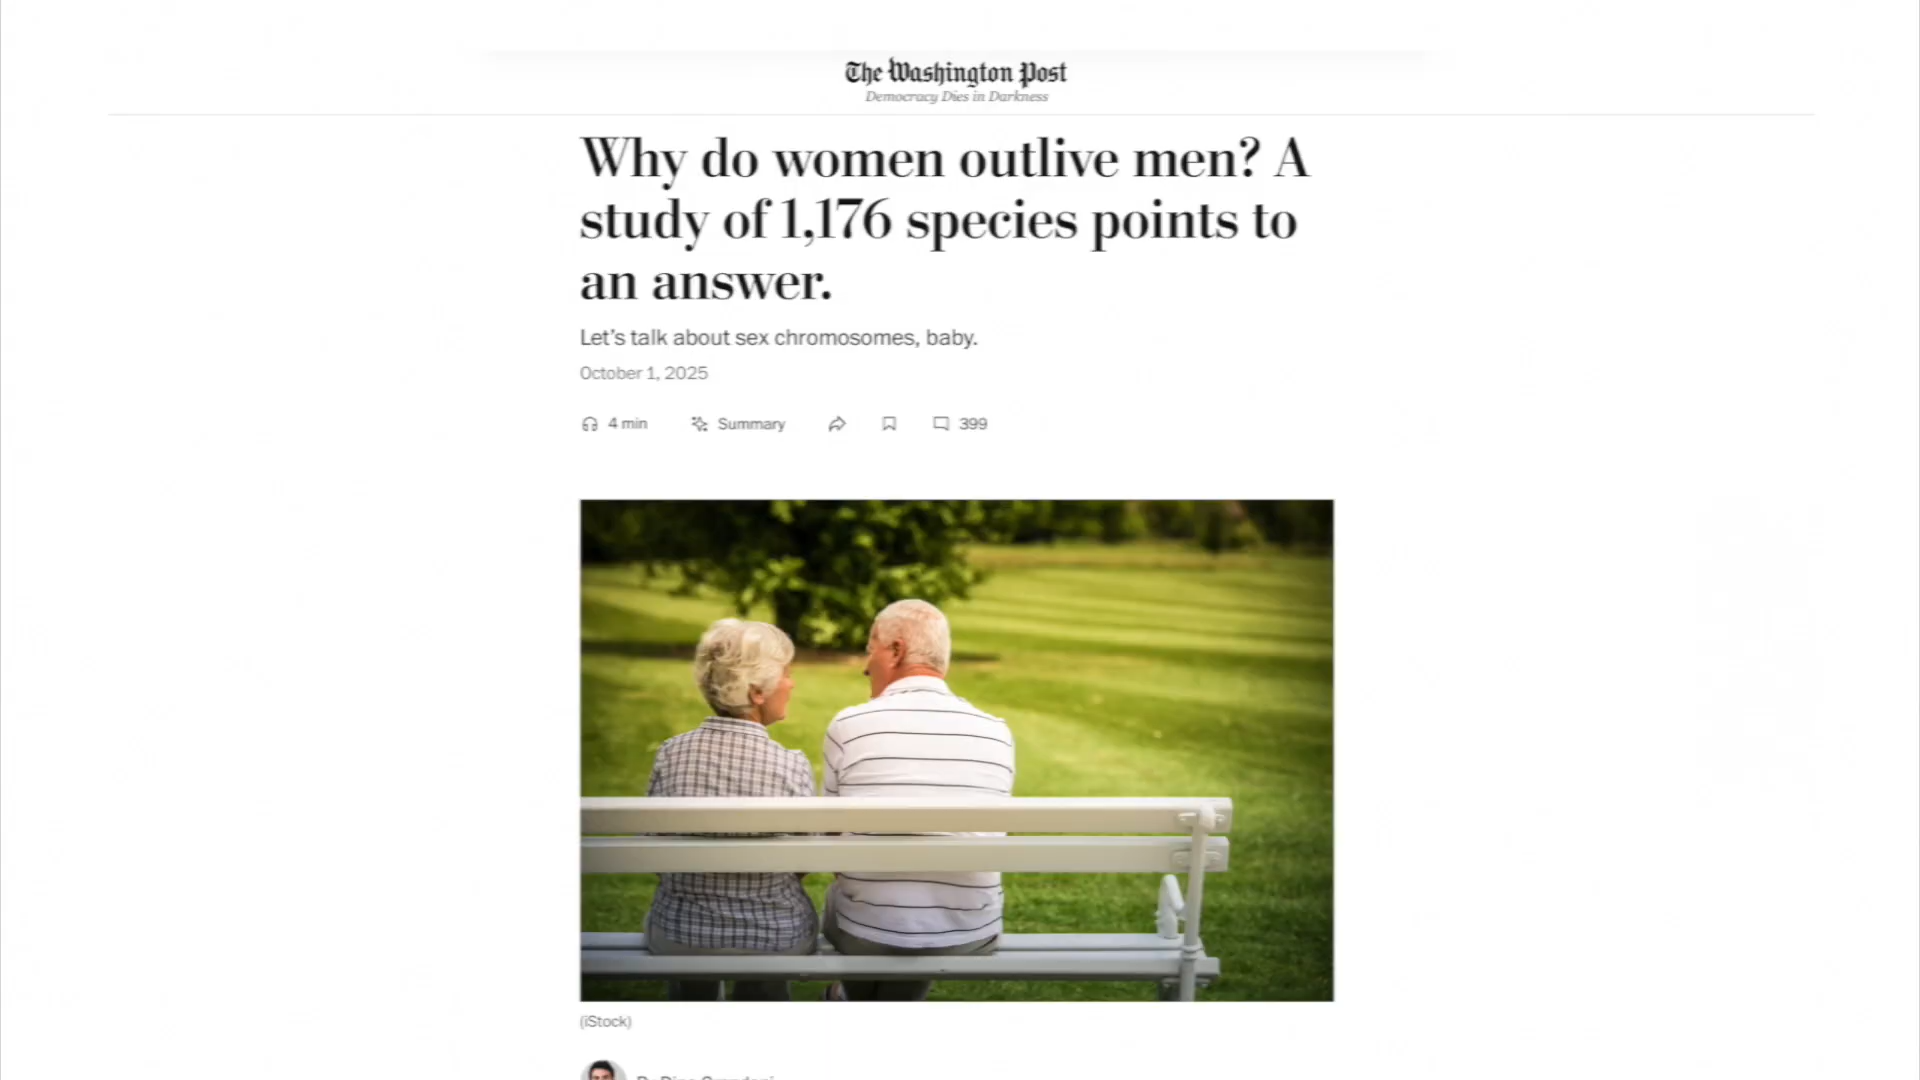 The Washington Post
Democracy Dies in Darkness
Why do women outlive men? A
study of 1,176 species points to
an answer.
Let's talk about sex chromosomes, baby.
October 1, 2025
4 min Summary 399
(iStock)